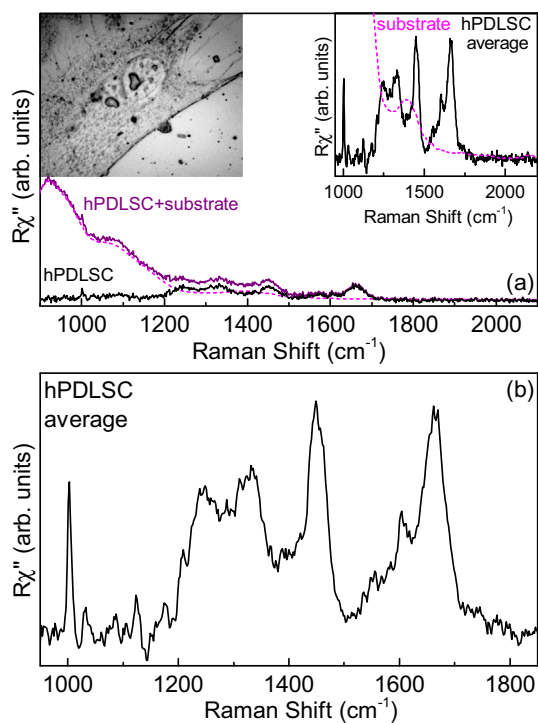 substrate hPDLSC
average
Rχ'' (arb. units)
1000 1500 2000
Raman Shift (cm-1)
Rχ'' (arb. units)
hPDLSC+substrate
hPDLSC
(a)
1000 1200 1400 1600 1800 2000
Raman Shift (cm-1)
hPDLSC
average
(b)
Rχ'' (arb. units)
1000 1200 1400 1600 1800
Raman Shift (cm-1)